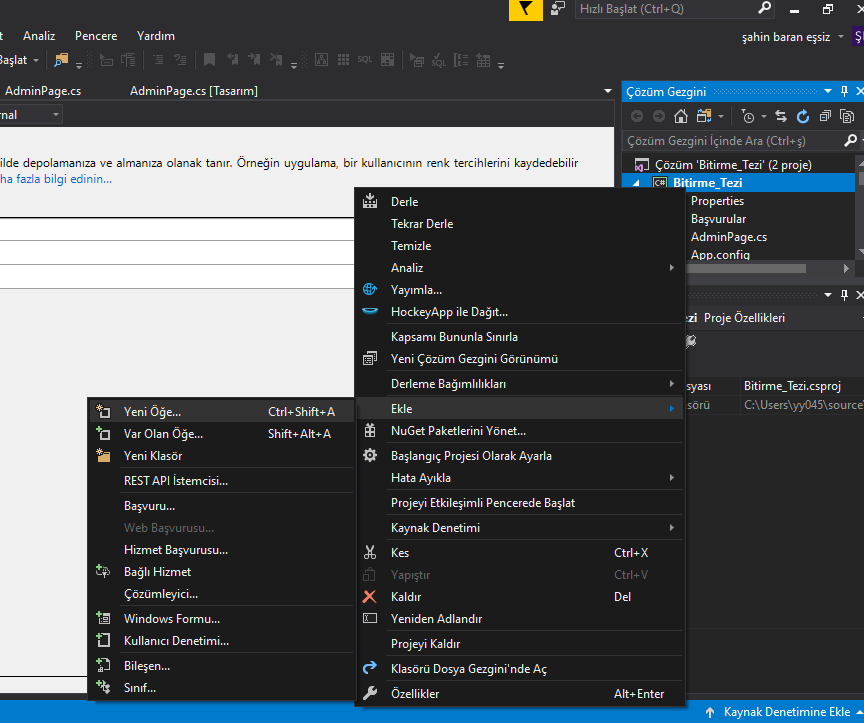 Hızlı Başlat (Ctrl+Q)
Analiz Pencere Yardım
şahin baran eşsiz
Başlat
SQL
AdminPage.cs AdminPage.cs [Tasarım]
Çözüm Gezgini
Çözüm Gezgini İçinde Ara (Ctrl+ş)
ilde depolamanıza ve almanıza olanak tanır. Örneğin uygulama, bir kullanıcının renk tercihlerini kaydedebilir
ha fazla bilgi edinin...
Çözüm 'Bitirme_Tezi' (2 proje)
C# Bitirme_Tezi
Properties
Başvurular
AdminPage.cs
App.config
zi Proje Özellikleri
syası Bitirme_Tezi.csproj
sörü C:\Users\yy045\source\
Derle
Tekrar Derle
Temizle
Analiz
Yayımla...
HockeyApp ile Dağıt...
Kapsamı Bununla Sınırla
Yeni Çözüm Gezgini Görünümü
Derleme Bağımlılıkları
Ekle
NuGet Paketlerini Yönet...
Başlangıç Projesi Olarak Ayarla
Hata Ayıkla
Projeyi Etkileşimli Pencerede Başlat
Kaynak Denetimi
Kes Ctrl+X
Yapıştır Ctrl+V
Kaldır Del
Yeniden Adlandır
Projeyi Kaldır
Klasörü Dosya Gezgini'nde Aç
Özellikler Alt+Enter
Yeni Öğe... Ctrl+Shift+A
Var Olan Öğe... Shift+Alt+A
Yeni Klasör
REST API İstemcisi...
Başvuru...
Web Başvurusu...
Hizmet Başvurusu...
Bağlı Hizmet
Çözümleyici...
Windows Formu...
Kullanıcı Denetimi...
Bileşen...
Sınıf...
Kaynak Denetimine Ekle